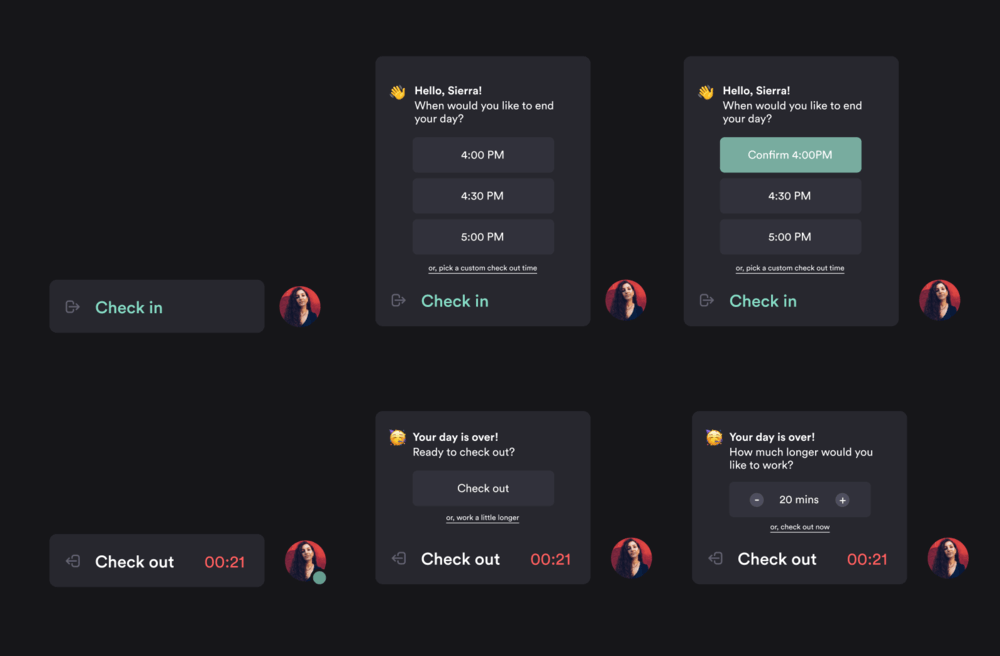 Check in
Hello, Sierra!
When would you like to end
your day?
4:00 PM
4:30 PM
5:00 PM
or, pick a custom check out time
Check in
Hello, Sierra!
When would you like to end
your day?
Confirm 4:00PM
4:30 PM
5:00 PM
or, pick a custom check out time
Check in
Check out 00:21
Your day is over!
Ready to check out?
Check out
or, work a little longer
Check out 00:21
Your day is over!
How much longer would you
like to work?
- 20 mins +
or, check out now
Check out 00:21